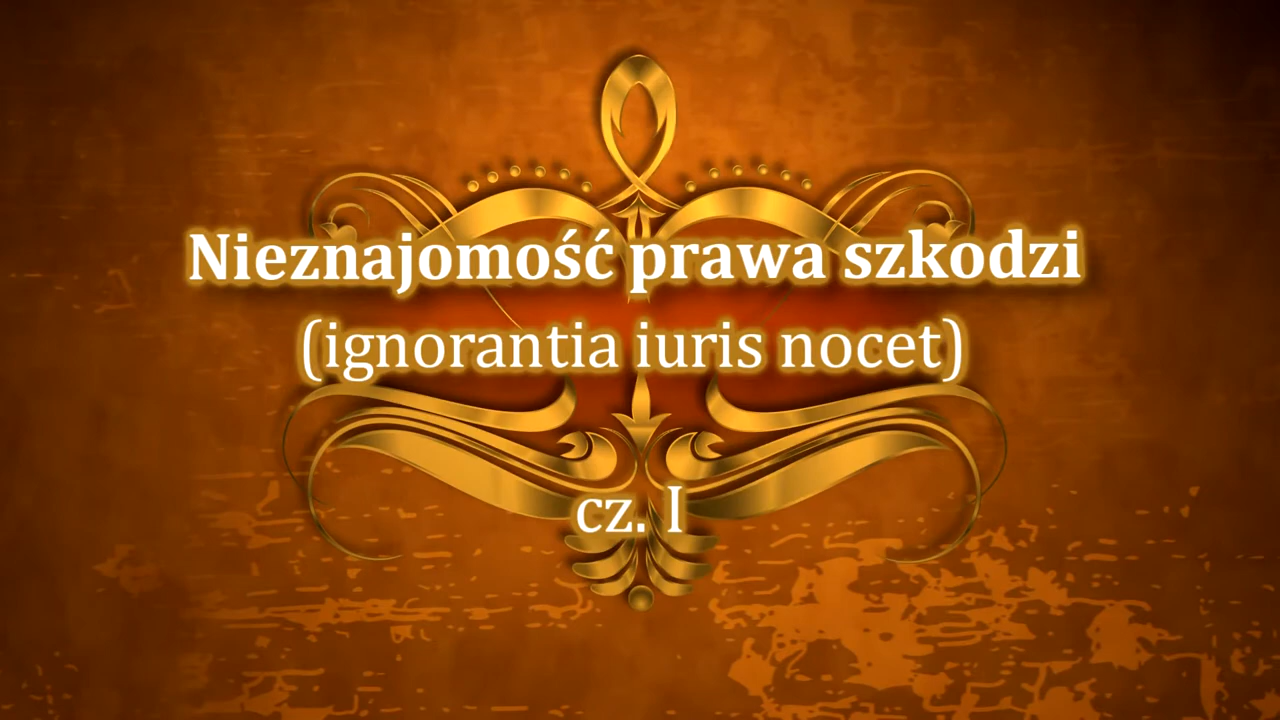 Nieznajomość prawa szkodzi
(ignorantia iuris nocet)
cz. I